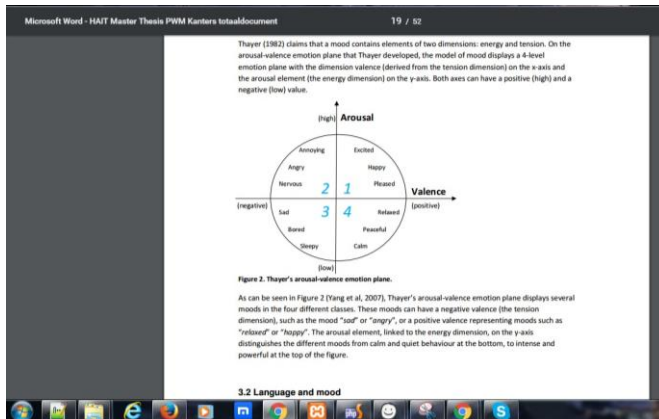 Microsoft Word - HAIT Master Thesis PWM Kanters totaaldocument
19 / 52
Thayer (1982) claims that a mood contains elements of two dimensions: energy and tension. On the
arousal-valence emotion plane that Thayer developed, the model of mood displays a 4-level
emotion plane with the dimension valence (derived from the tension dimension) on the x-axis and
the arousal element (the energy dimension) on the y-axis. Both axes can have a positive (high) and a
negative (low) value.
(high) Arousal
Annoying Excited
Angry Happy
Nervous 2 1 Pleased
Valence
(negative) (positive)
Sad 3 4 Relaxed
Bored Peaceful
Sleepy Calm
(low)
Figure 2. Thayer's arousal-valence emotion plane.
As can be seen in Figure 2 (Yang et al, 2007), Thayer's arousal-valence emotion plane displays several
moods in the four different classes. These moods can have a negative valence (the tension
dimension), such as the mood "sad" or "angry", or a positive valence representing moods such as
"relaxed" or "happy". The arousal element, linked to the energy dimension, on the y-axis
distinguishes the different moods from calm and quiet behaviour at the bottom, to intense and
powerful at the top of the figure.
3.2 Language and mood